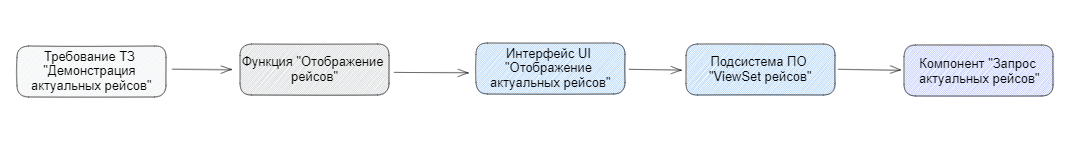 Требование ТЗ
"Демонстрация
актуальных рейсов"
Функция "Отображение
рейсов"
Интерфейс UI
"Отображение
актуальных рейсов"
Подсистема ПО
"ViewSet рейсов"
Компонент "Запрос
актуальных рейсов"